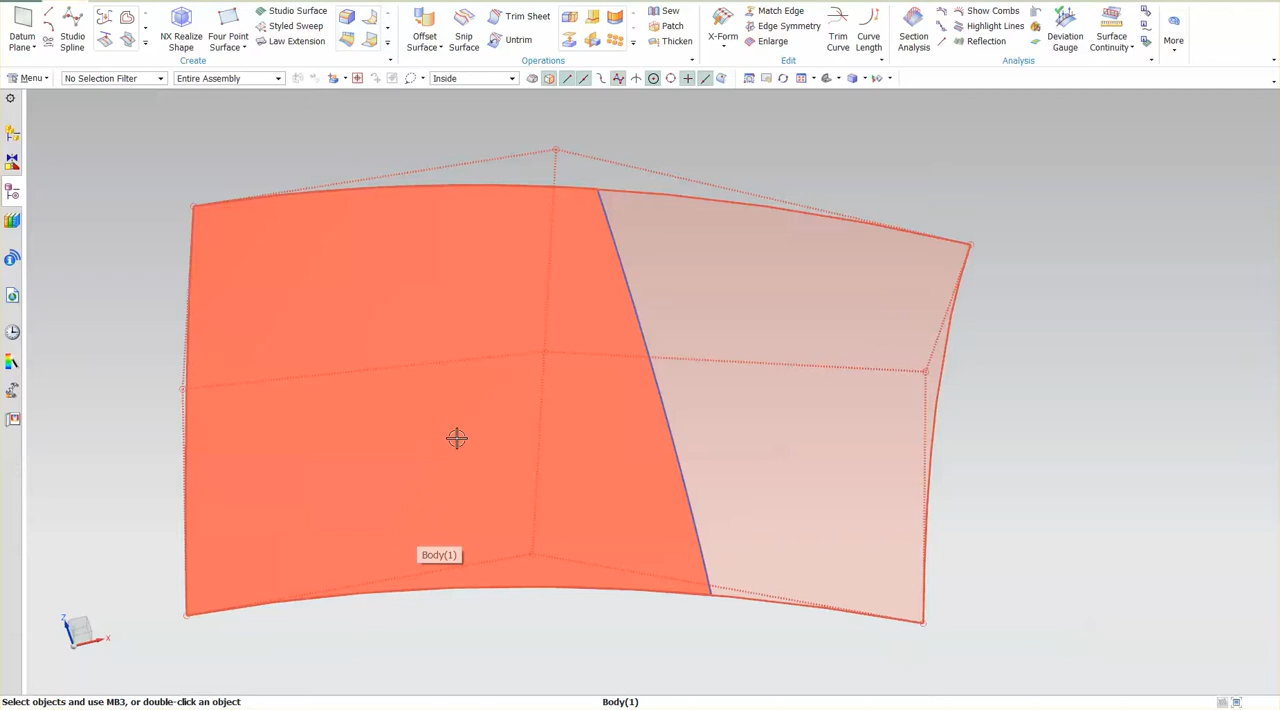 Datum Plane
Studio Spline
NX Realize Shape
Four Point Surface
Studio Surface
Styled Sweep
Law Extension
Create
Offset Surface
Snip Surface
Trim Sheet
Untrim
Operations
Sew
Patch
Thicken
X-Form
Match Edge
Edge Symmetry
Enlarge
Trim Curve
Curve Length
Edit
Section Analysis
Show Combs
Highlight Lines
Reflection
Deviation Gauge
Surface Continuity
Analysis
More
Menu
No Selection Filter
Entire Assembly
Inside
Body(1)
Z
X
Select objects and use MB3, or double-click an object
Body(1)